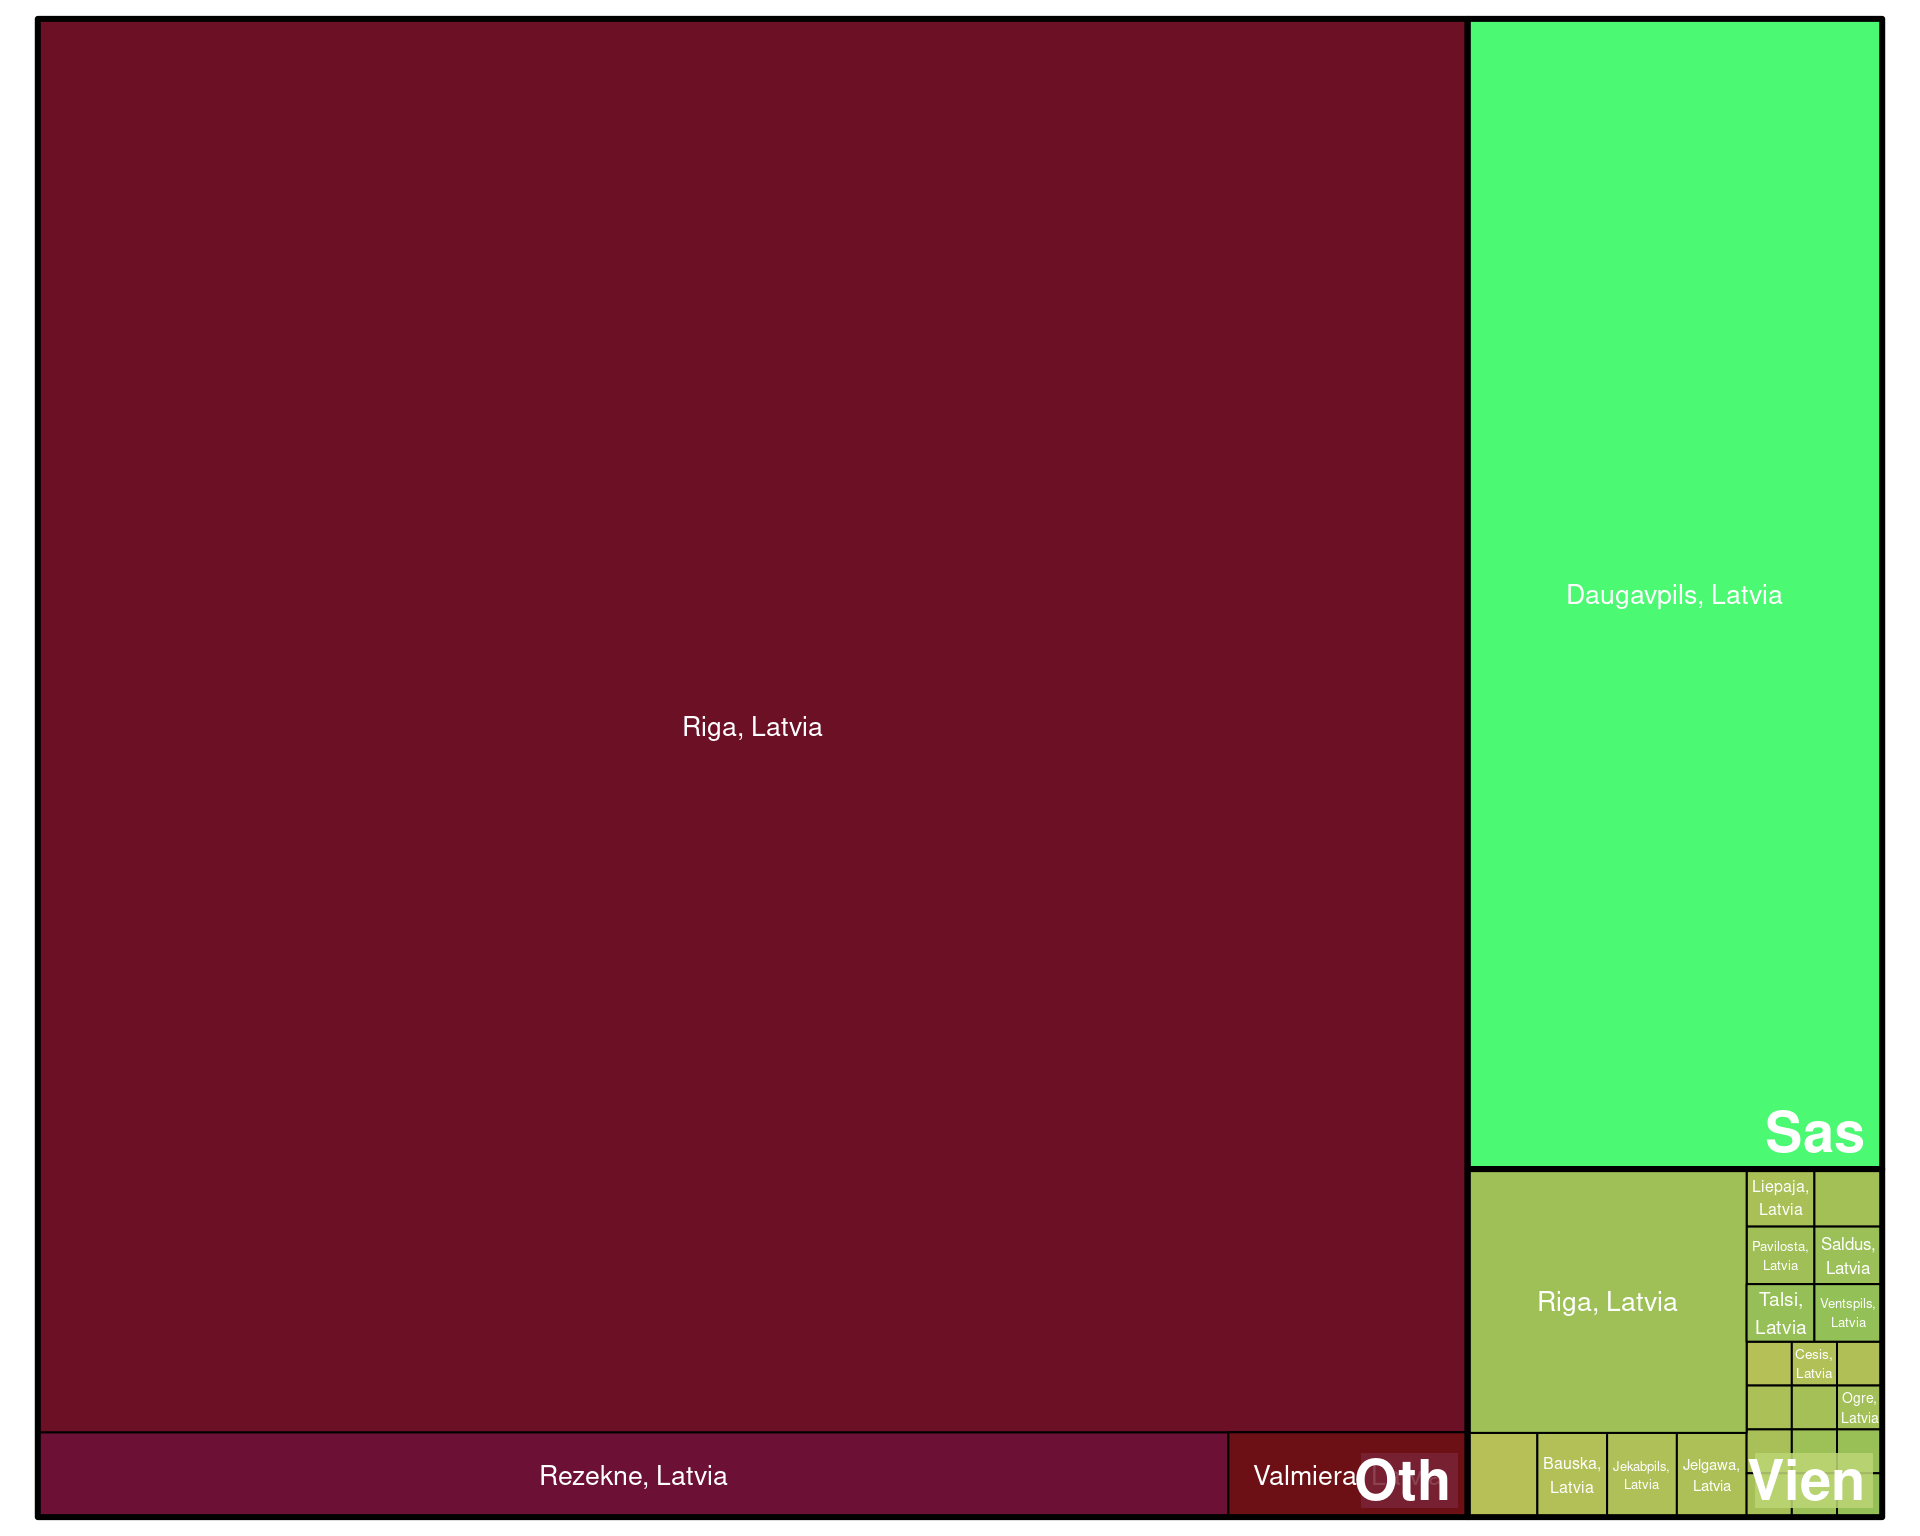 Riga, Latvia
Rezekne, Latvia
Valmiera
Oth
Daugavpils, Latvia
Sas
Riga, Latvia
Liepaja,
Latvia
Pavilosta,
Latvia
Saldus,
Latvia
Talsi,
Latvia
Ventspils,
Latvia
Cesis,
Latvia
Ogre,
Latvia
Bauska,
Latvia
Jekabpils,
Latvia
Jelgawa,
Latvia
Vien